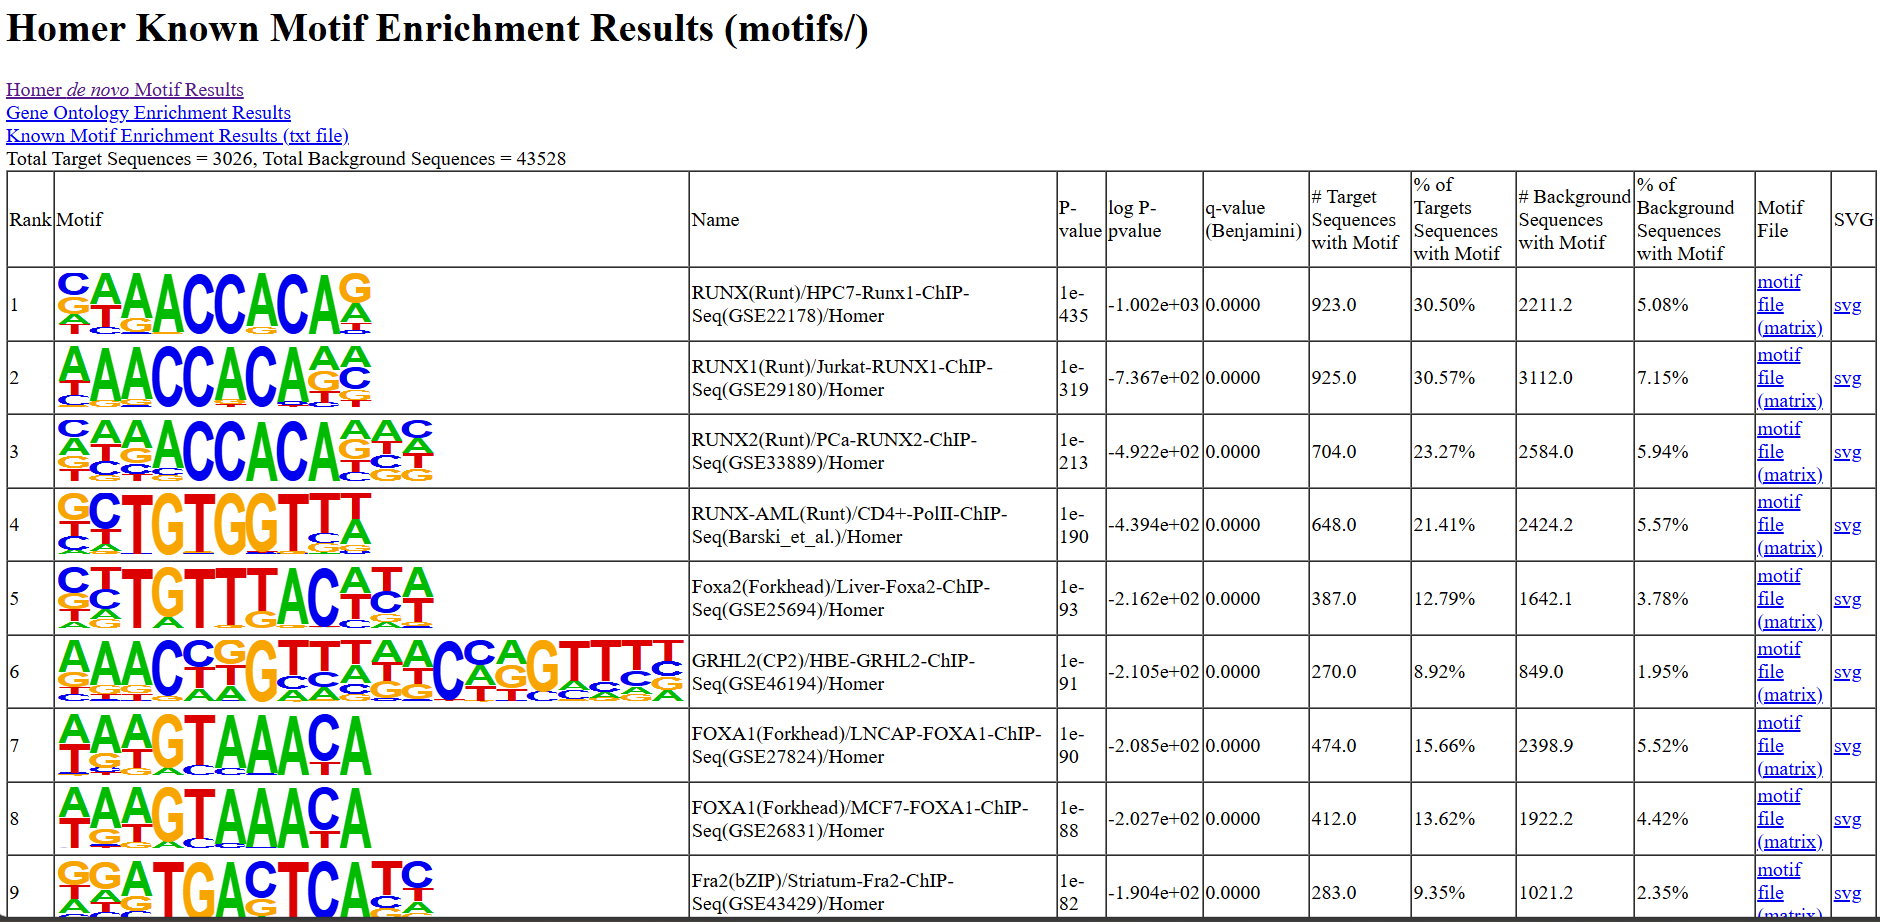 Homer Known Motif Enrichment Results (motifs/)
Homer de novo Motif Results
Gene Ontology Enrichment Results
Known Motif Enrichment Results (txt file)
Total Target Sequences = 3026, Total Background Sequences = 43528
Rank Motif Name P-value log P-pvalue q-value (Benjamini) # Target Sequences with Motif % of Targets Sequences with Motif # Background Sequences with Motif % of Background Sequences with Motif Motif File SVG
1 RUNX(Runt)/HPC7-Runx1-ChIP-Seq(GSE22178)/Homer 1e-435 -1.002e+03 0.0000 923.0 30.50% 2211.2 5.08% motif file (matrix) svg
2 RUNX1(Runt)/Jurkat-RUNX1-ChIP-Seq(GSE29180)/Homer 1e-319 -7.367e+02 0.0000 925.0 30.57% 3112.0 7.15% motif file (matrix) svg
3 RUNX2(Runt)/PCa-RUNX2-ChIP-Seq(GSE33889)/Homer 1e-213 -4.922e+02 0.0000 704.0 23.27% 2584.0 5.94% motif file (matrix) svg
4 RUNX-AML(Runt)/CD4+-PolII-ChIP-Seq(Barski_et_al.)/Homer 1e-190 -4.394e+02 0.0000 648.0 21.41% 2424.2 5.57% motif file (matrix) svg
5 Foxa2(Forkhead)/Liver-Foxa2-ChIP-Seq(GSE25694)/Homer 1e-93 -2.162e+02 0.0000 387.0 12.79% 1642.1 3.78% motif file (matrix) svg
6 GRHL2(CP2)/HBE-GRHL2-ChIP-Seq(GSE46194)/Homer 1e-91 -2.105e+02 0.0000 270.0 8.92% 849.0 1.95% motif file (matrix) svg
7 FOXA1(Forkhead)/LNCAP-FOXA1-ChIP-Seq(GSE27824)/Homer 1e-90 -2.085e+02 0.0000 474.0 15.66% 2398.9 5.52% motif file (matrix) svg
8 FOXA1(Forkhead)/MCF7-FOXA1-ChIP-Seq(GSE26831)/Homer 1e-88 -2.027e+02 0.0000 412.0 13.62% 1922.2 4.42% motif file (matrix) svg
9 Fra2(bZIP)/Striatum-Fra2-ChIP-Seq(GSE43429)/Homer 1e-82 -1.904e+02 0.0000 283.0 9.35% 1021.2 2.35% motif file (matrix) svg